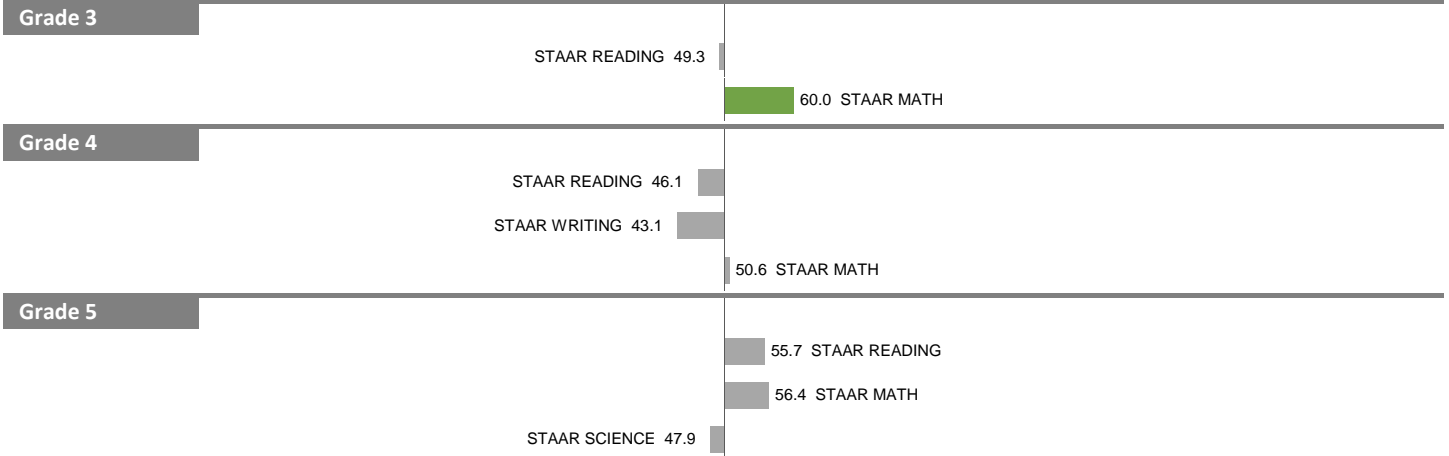 Grade 3
STAAR READING 49.3
60.0 STAAR MATH
Grade 4
STAAR READING 46.1
STAAR WRITING 43.1
50.6 STAAR MATH
Grade 5
55.7 STAAR READING
56.4 STAAR MATH
STAAR SCIENCE 47.9